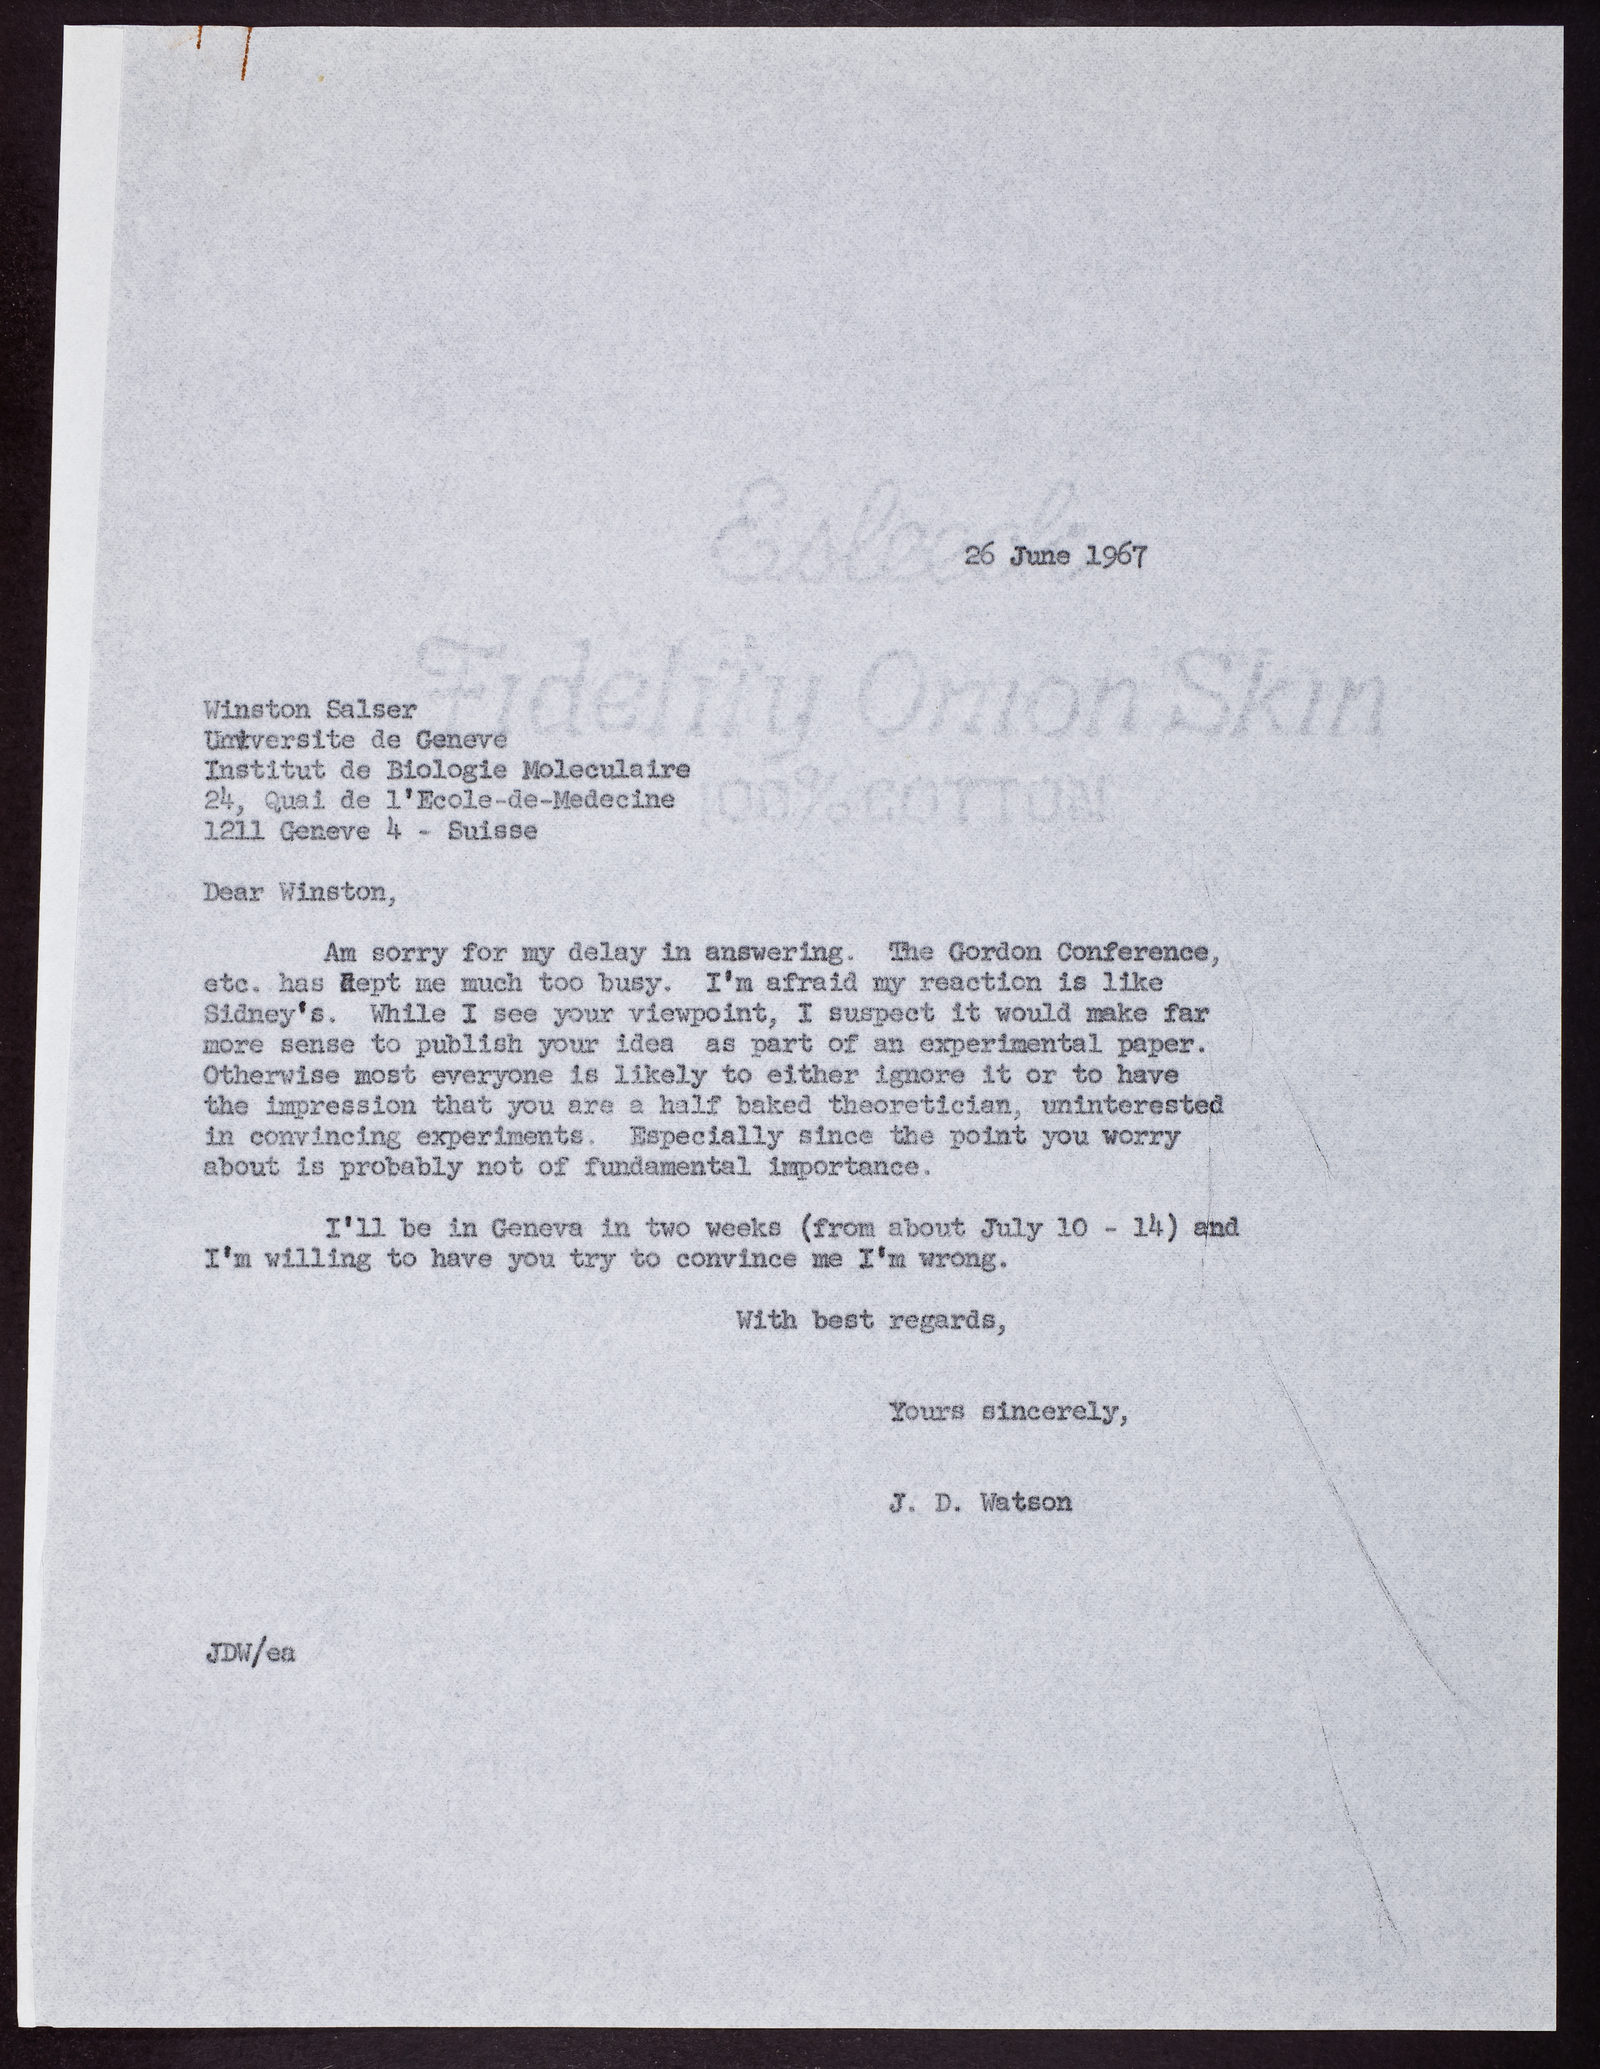 Esleeck
26 June 1967
Fidelity Onion Skin
100% COTTON
Winston Salser
Universite de Geneve
Institut de Biologie Moleculaire
24, Quai de l'Ecole-de-Medecine
1211 Geneve 4 - Suisse
Dear Winston,
Am sorry for my delay in answering. The Gordon Conference,
etc. has kept me much too busy. I'm afraid my reaction is like
Sidney's. While I see your viewpoint, I suspect it would make far
more sense to publish your idea as part of an experimental paper.
Otherwise most everyone is likely to either ignore it or to have
the impression that you are a half baked theoretician, uninterested
in convincing experiments. Especially since the point you worry
about is probably not of fundamental importance.
I'll be in Geneva in two weeks (from about July 10 - 14) and
I'm willing to have you try to convince me I'm wrong.
With best regards,
Yours sincerely,
J. D. Watson
JDW/ea